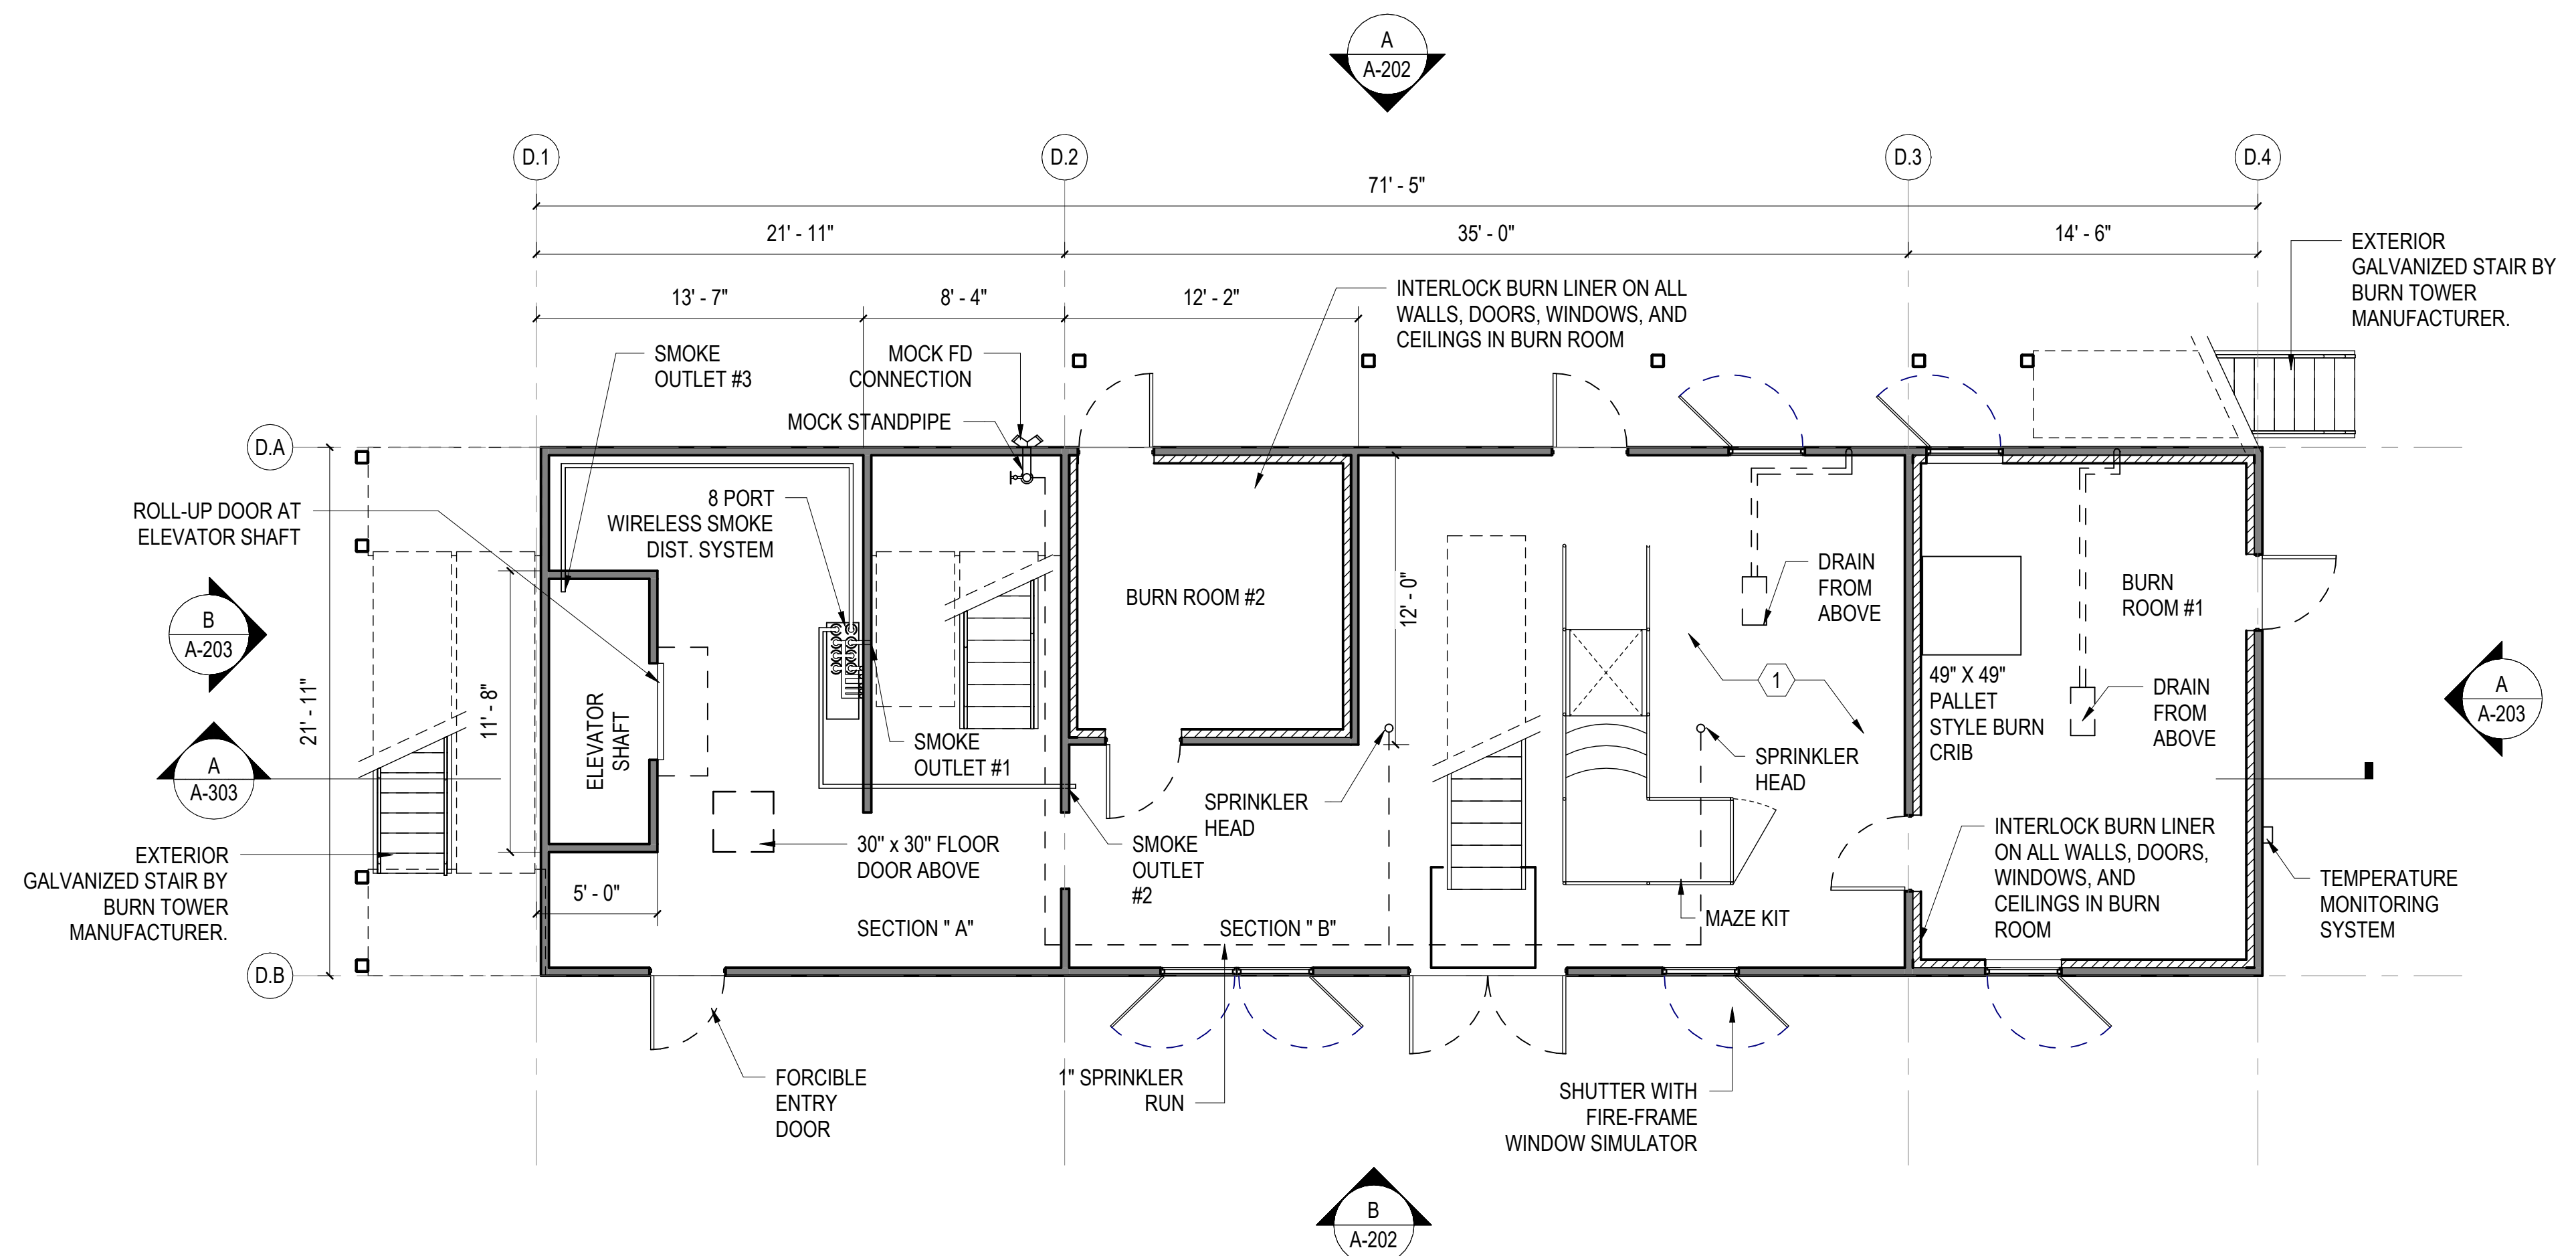 A
A-202
D.1
D.2
D.3
D.4
71' - 5"
21' - 11"
35' - 0"
14' - 6"
EXTERIOR
GALVANIZED STAIR BY
BURN TOWER
MANUFACTURER.
13' - 7"
8' - 4"
12' - 2"
INTERLOCK BURN LINER ON ALL
WALLS, DOORS, WINDOWS, AND
CEILINGS IN BURN ROOM
SMOKE
OUTLET #3
MOCK FD
CONNECTION
MOCK STANDPIPE
D.A
ROLL-UP DOOR AT
ELEVATOR SHAFT
8 PORT
WIRELESS SMOKE
DIST. SYSTEM
BURN ROOM #2
12' - 0"
DRAIN
FROM
ABOVE
BURN
ROOM #1
B
A-203
21' - 11"
11' - 8"
ELEVATOR
SHAFT
SMOKE
OUTLET #1
1
49" X 49"
PALLET
STYLE BURN
CRIB
DRAIN
FROM
ABOVE
A
A-203
A
A-303
SPRINKLER
HEAD
SPRINKLER
HEAD
EXTERIOR
GALVANIZED STAIR BY
BURN TOWER
MANUFACTURER.
30" x 30" FLOOR
DOOR ABOVE
SMOKE
OUTLET
#2
INTERLOCK BURN LINER
ON ALL WALLS, DOORS,
WINDOWS, AND
CEILINGS IN BURN
ROOM
5' - 0"
SECTION " A"
SECTION " B"
MAZE KIT
TEMPERATURE
MONITORING
SYSTEM
D.B
FORCIBLE
ENTRY
DOOR
1" SPRINKLER
RUN
SHUTTER WITH
FIRE-FRAME
WINDOW SIMULATOR
B
A-202